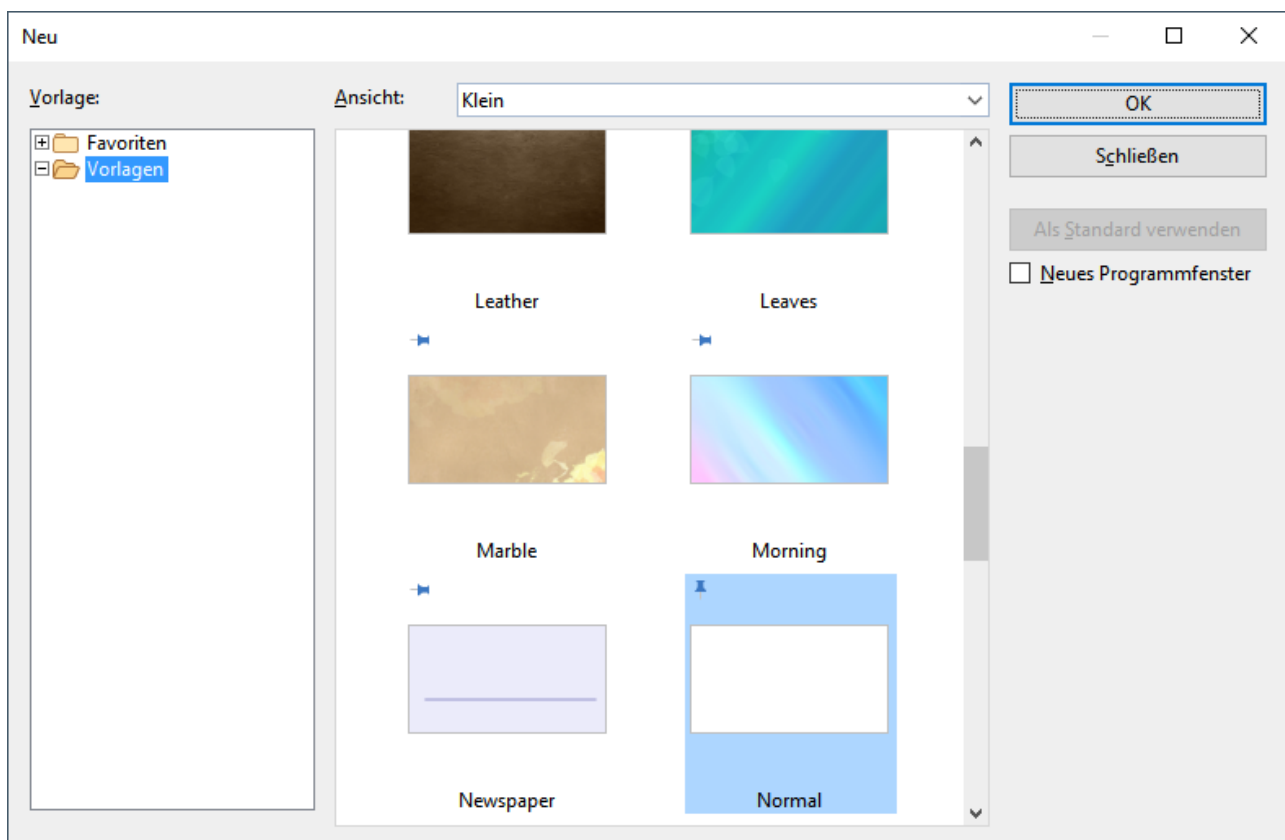 Neu
Vorlage:
Ansicht:
Klein
OK
Favoriten
Vorlagen
Schließen
Als Standard verwenden
Neues Programmfenster
Leather
Leaves
Marble
Morning
Newspaper
Normal